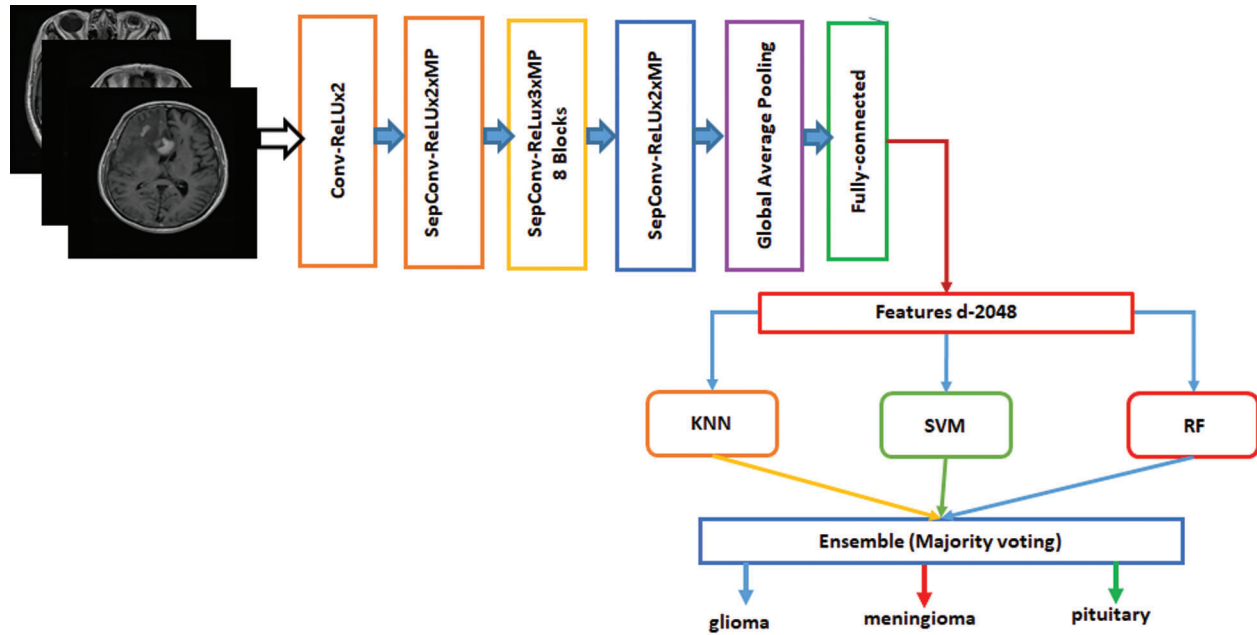 Conv-ReLUx2
SepConv-ReLUx2xMP
SepConv-ReLux3xMP
8 Blocks
SepConv-ReLUx2xMP
Global Average Pooling
Fully-connected
Features d-2048
KNN
SVM
RF
Ensemble (Majority voting)
glioma
meningioma
pituitary